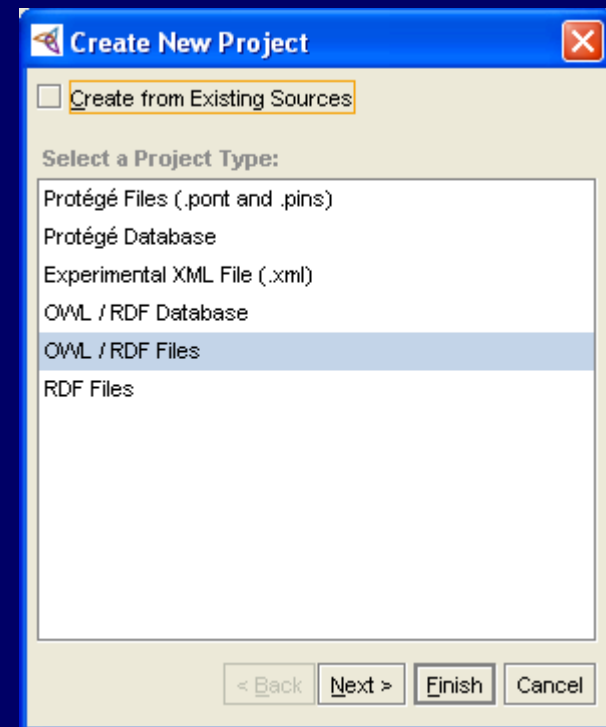 Create New Project
Create from Existing Sources
Select a Project Type:
Protégé Files (.pont and .pins)
Protégé Database
Experimental XML File (.xml)
OWL / RDF Database
OWL / RDF Files
RDF Files
< Back Next > Finish Cancel